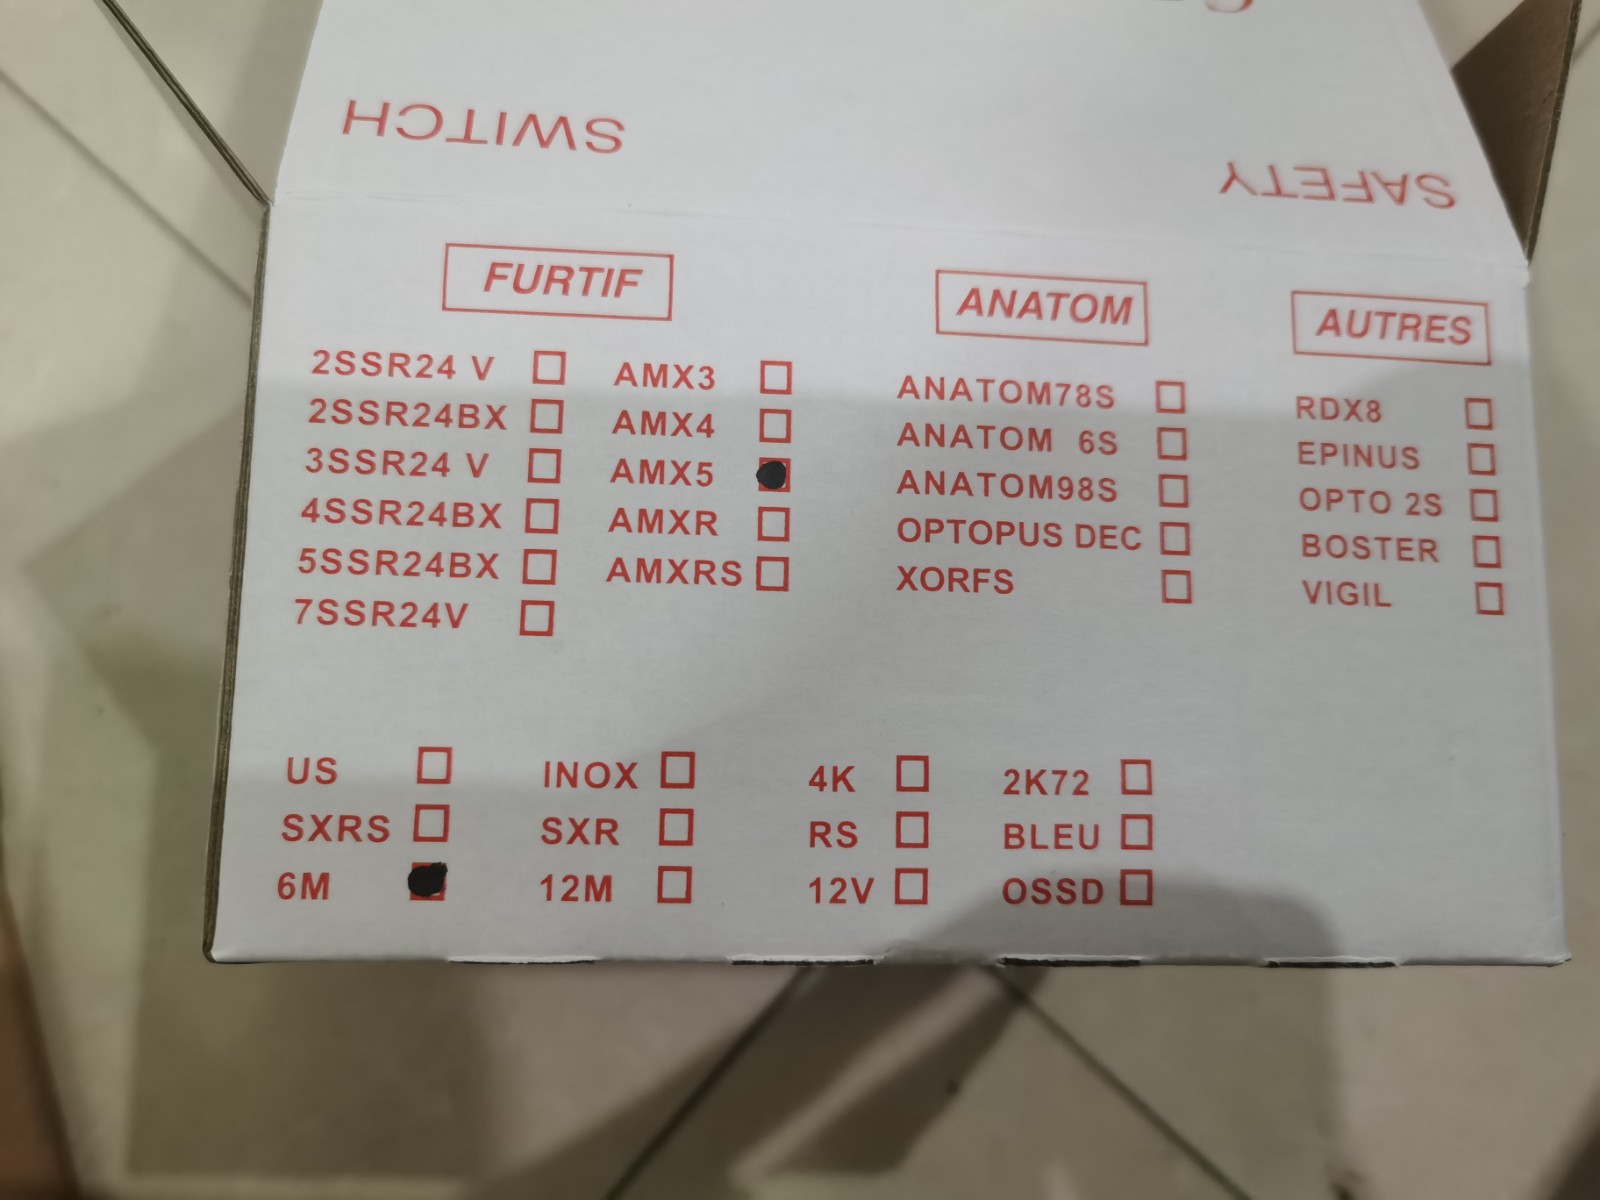 SWITCH SAFETY
FURTIF ANATOM AUTRES
2SSR24 V AMX3 ANATOM78S RDX8
2SSR24BX AMX4 ANATOM 6S EPINUS
3SSR24 V AMX5 ANATOM98S OPTO 2S
4SSR24BX AMXR OPTOPUS DEC BOSTER
5SSR24BX AMXRS XORFS VIGIL
7SSR24V
US INOX 4K 2K72
SXRS SXR RS BLEU
6M 12M 12V OSSD